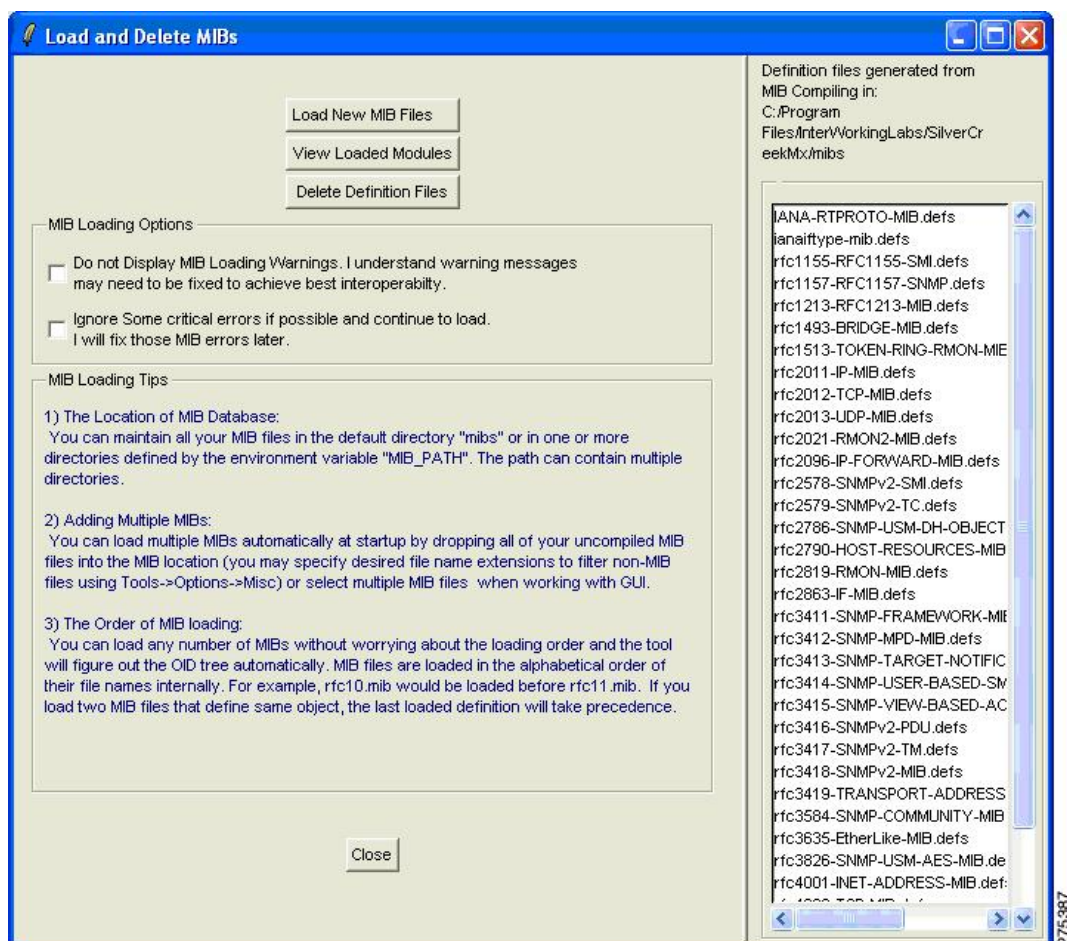 Load and Delete MIBs
Load New MIB Files
View Loaded Modules
Delete Definition Files
MIB Loading Options
Do not Display MIB Loading Warnings. I understand warning messages
may need to be fixed to achieve best interoperabilty.
Ignore Some critical errors if possible and continue to load.
I will fix those MIB errors later.
MIB Loading Tips
1) The Location of MIB Database:
You can maintain all your MIB files in the default directory "mibs" or in one or more
directories defined by the environment variable "MIB_PATH". The path can contain multiple
directories.
2) Adding Multiple MIBs:
You can load multiple MIBs automatically at startup by dropping all of your uncompiled MIB
files into the MIB location (you may specify desired file name extensions to filter non-MIB
files using Tools->Options->Misc) or select multiple MIB files when working with GUI.
3) The Order of MIB loading:
You can load any number of MIBs without worrying about the loading order and the tool
will figure out the OID tree automatically. MIB files are loaded in the alphabetical order of
their file names internally. For example, rfc10.mib would be loaded before rfc11.mib. If you
load two MIB files that define same object, the last loaded definition will take precedence.
Close
Definition files generated from
MIB Compiling in:
C:/Program
Files/InterWorkingLabs/SilverCr
eekMx/mibs
IANA-RTPROTO-MIB.defs
ianaiftype-mib.defs
rfc1155-RFC1155-SMI.defs
rfc1157-RFC1157-SNMP.defs
rfc1213-RFC1213-MIB.defs
rfc1493-BRIDGE-MIB.defs
rfc1513-TOKEN-RING-RMON-MIE
rfc2011-IP-MIB.defs
rfc2012-TCP-MIB.defs
rfc2013-UDP-MIB.defs
rfc2021-RMON2-MIB.defs
rfc2096-IP-FORWARD-MIB.defs
rfc2578-SNMPv2-SMI.defs
rfc2579-SNMPv2-TC.defs
rfc2786-SNMP-USM-DH-OBJECT
rfc2790-HOST-RESOURCES-MIB
rfc2819-RMON-MIB.defs
rfc2863-IF-MIB.defs
rfc3411-SNMP-FRAMEWORK-MIE
rfc3412-SNMP-MPD-MIB.defs
rfc3413-SNMP-TARGET-NOTIFIC
rfc3414-SNMP-USER-BASED-SM
rfc3415-SNMP-VIEW-BASED-AC
rfc3416-SNMPv2-PDU.defs
rfc3417-SNMPv2-TM.defs
rfc3418-SNMPv2-MIB.defs
rfc3419-TRANSPORT-ADDRESS
rfc3584-SNMP-COMMUNITY-MIB
rfc3635-EtherLike-MIB.defs
rfc3826-SNMP-USM-AES-MIB.de
rfc4001-INET-ADDRESS-MIB.def
275387